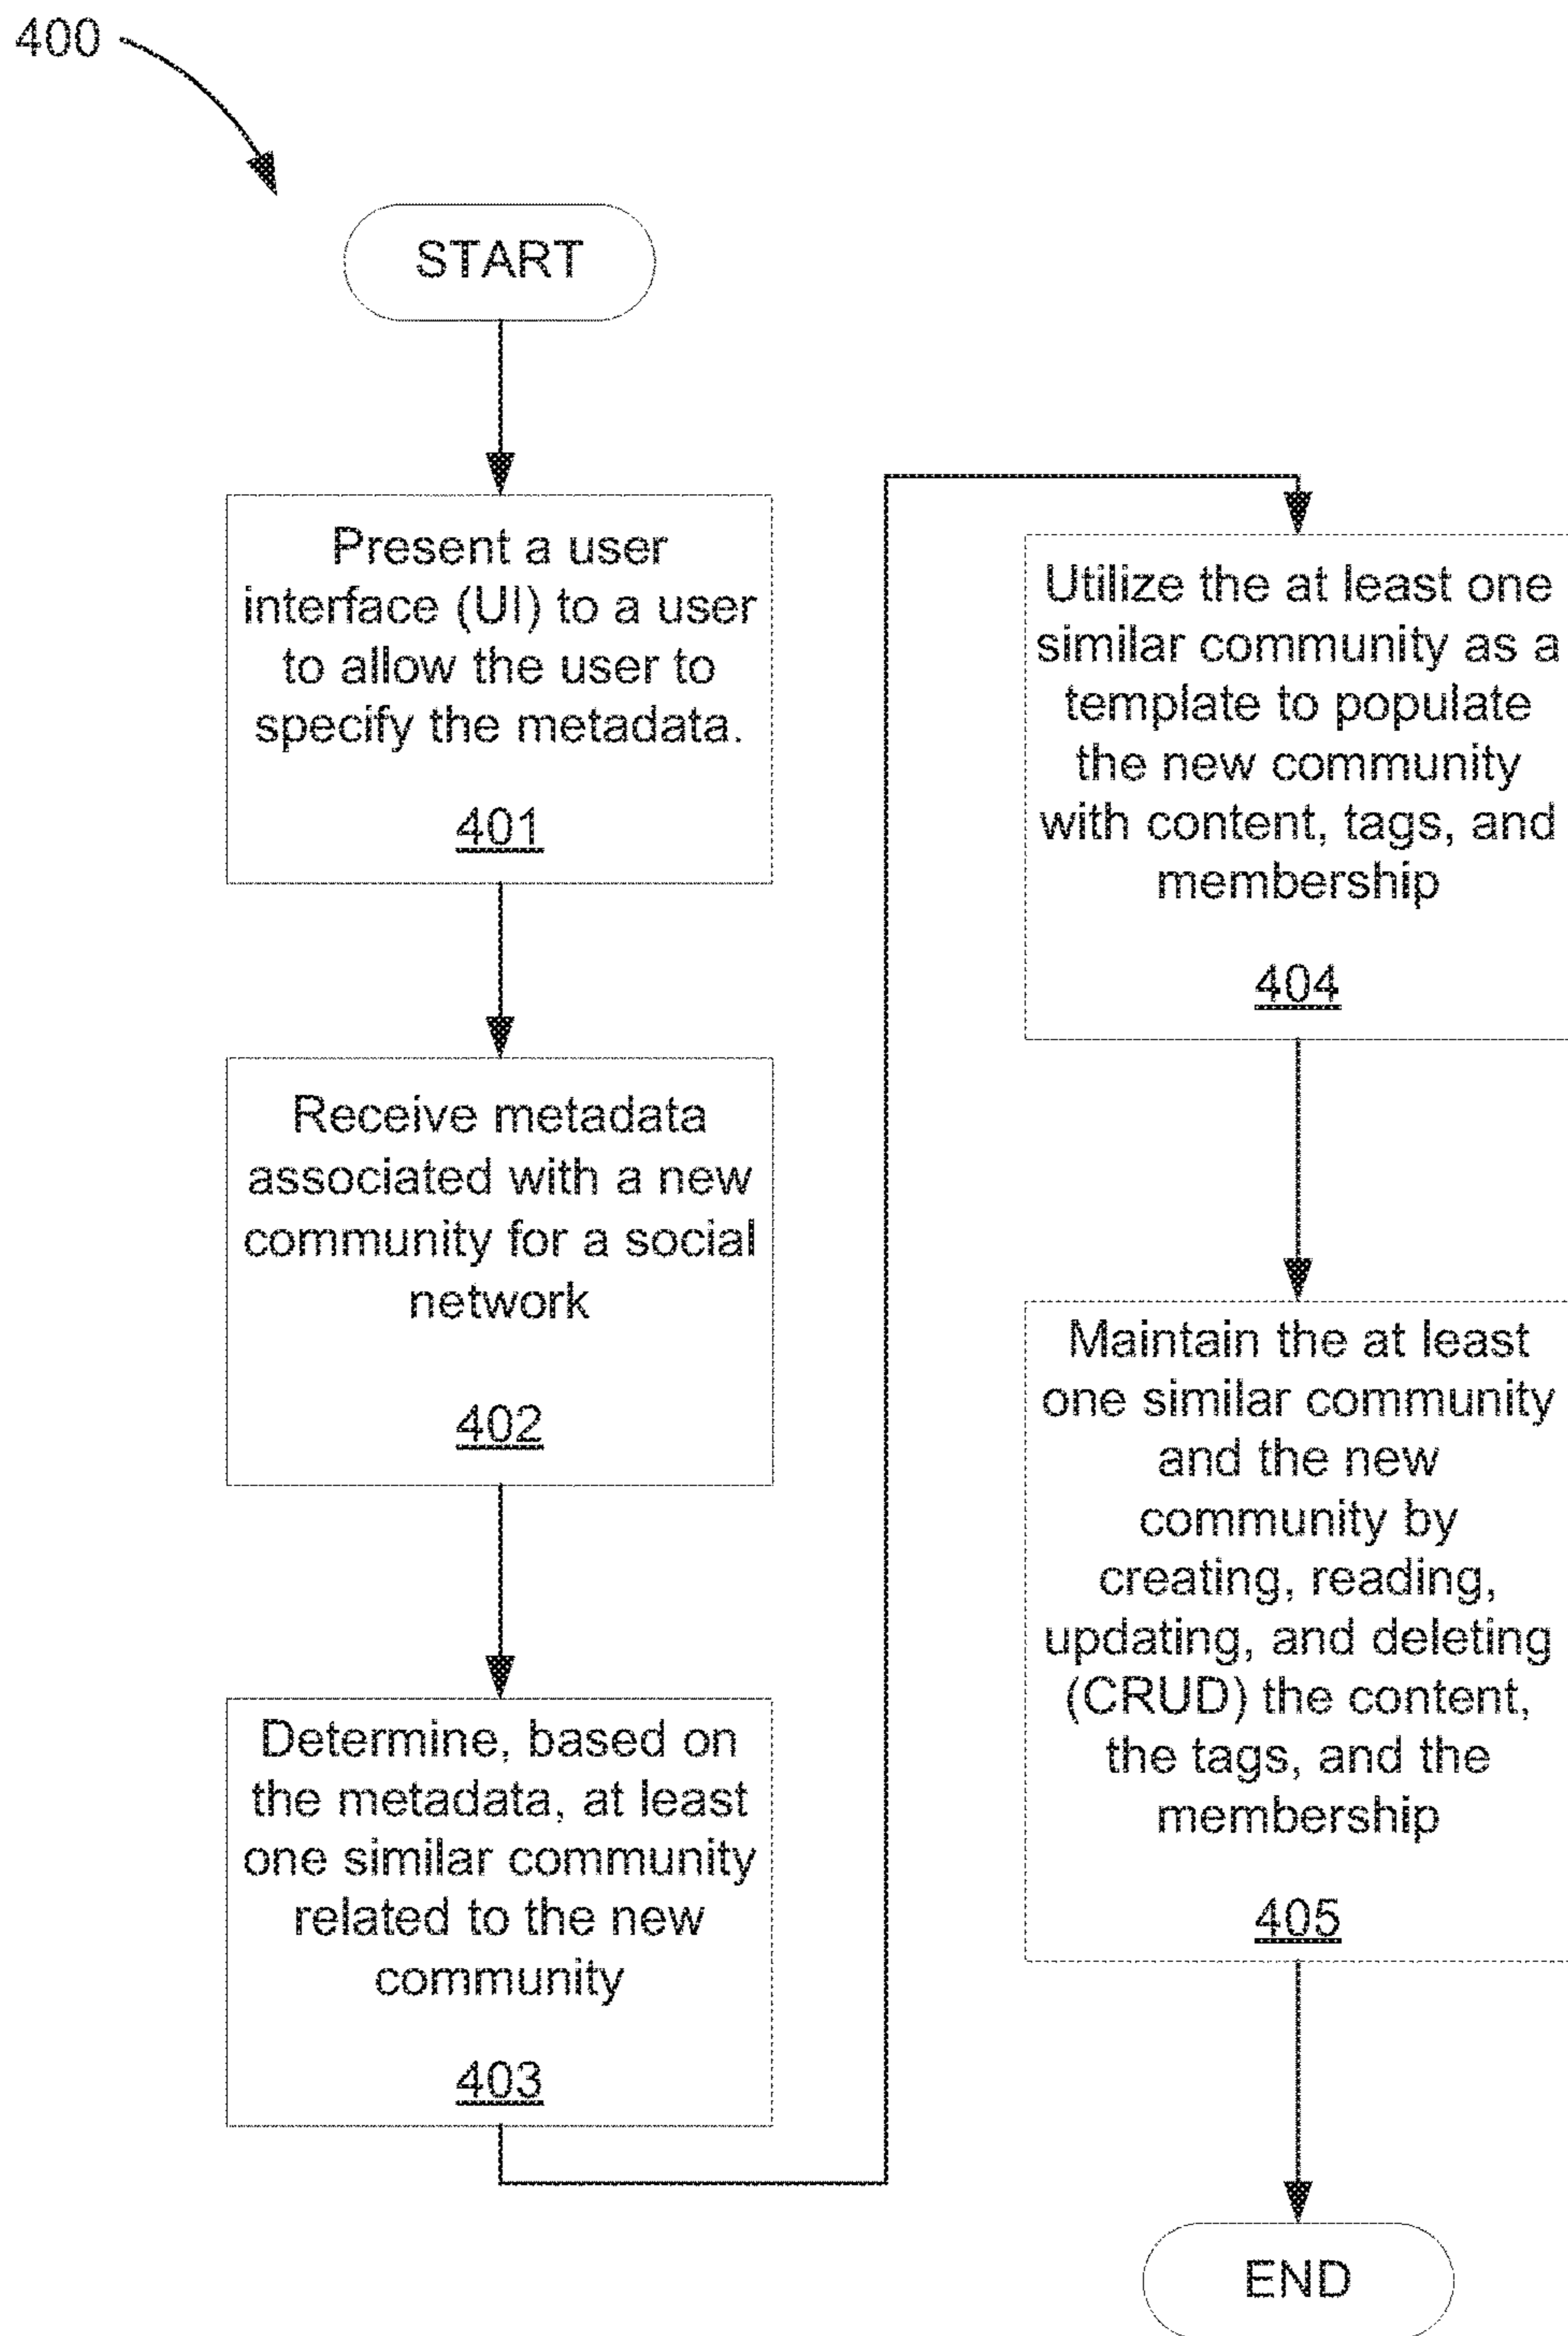 400
START
Present a user
interface (UI) to a user
to allow the user to
specify the metadata.
401
Receive metadata
associated with a new
community for a social
network
402
Determine, based on
the metadata, at least
one similar community
related to the new
community
403
Utilize the at least one
similar community as a
template to populate
the new community
with content, tags, and
membership
404
Maintain the at least
one similar community
and the new
community by
creating, reading,
updating, and deleting
(CRUD) the content,
the tags, and the
membership
405
END